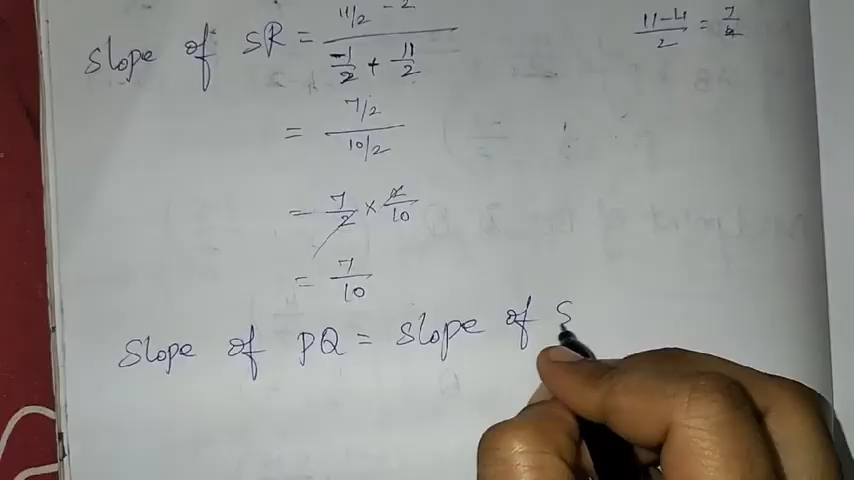 slope of SR = 11/2 - 2 / -1/2 + 11/2
11-4/2 = 7/2
= 7/2 / 10/2
= 7/2 × 2/10
= 7/10
Slope of PQ = slope of S